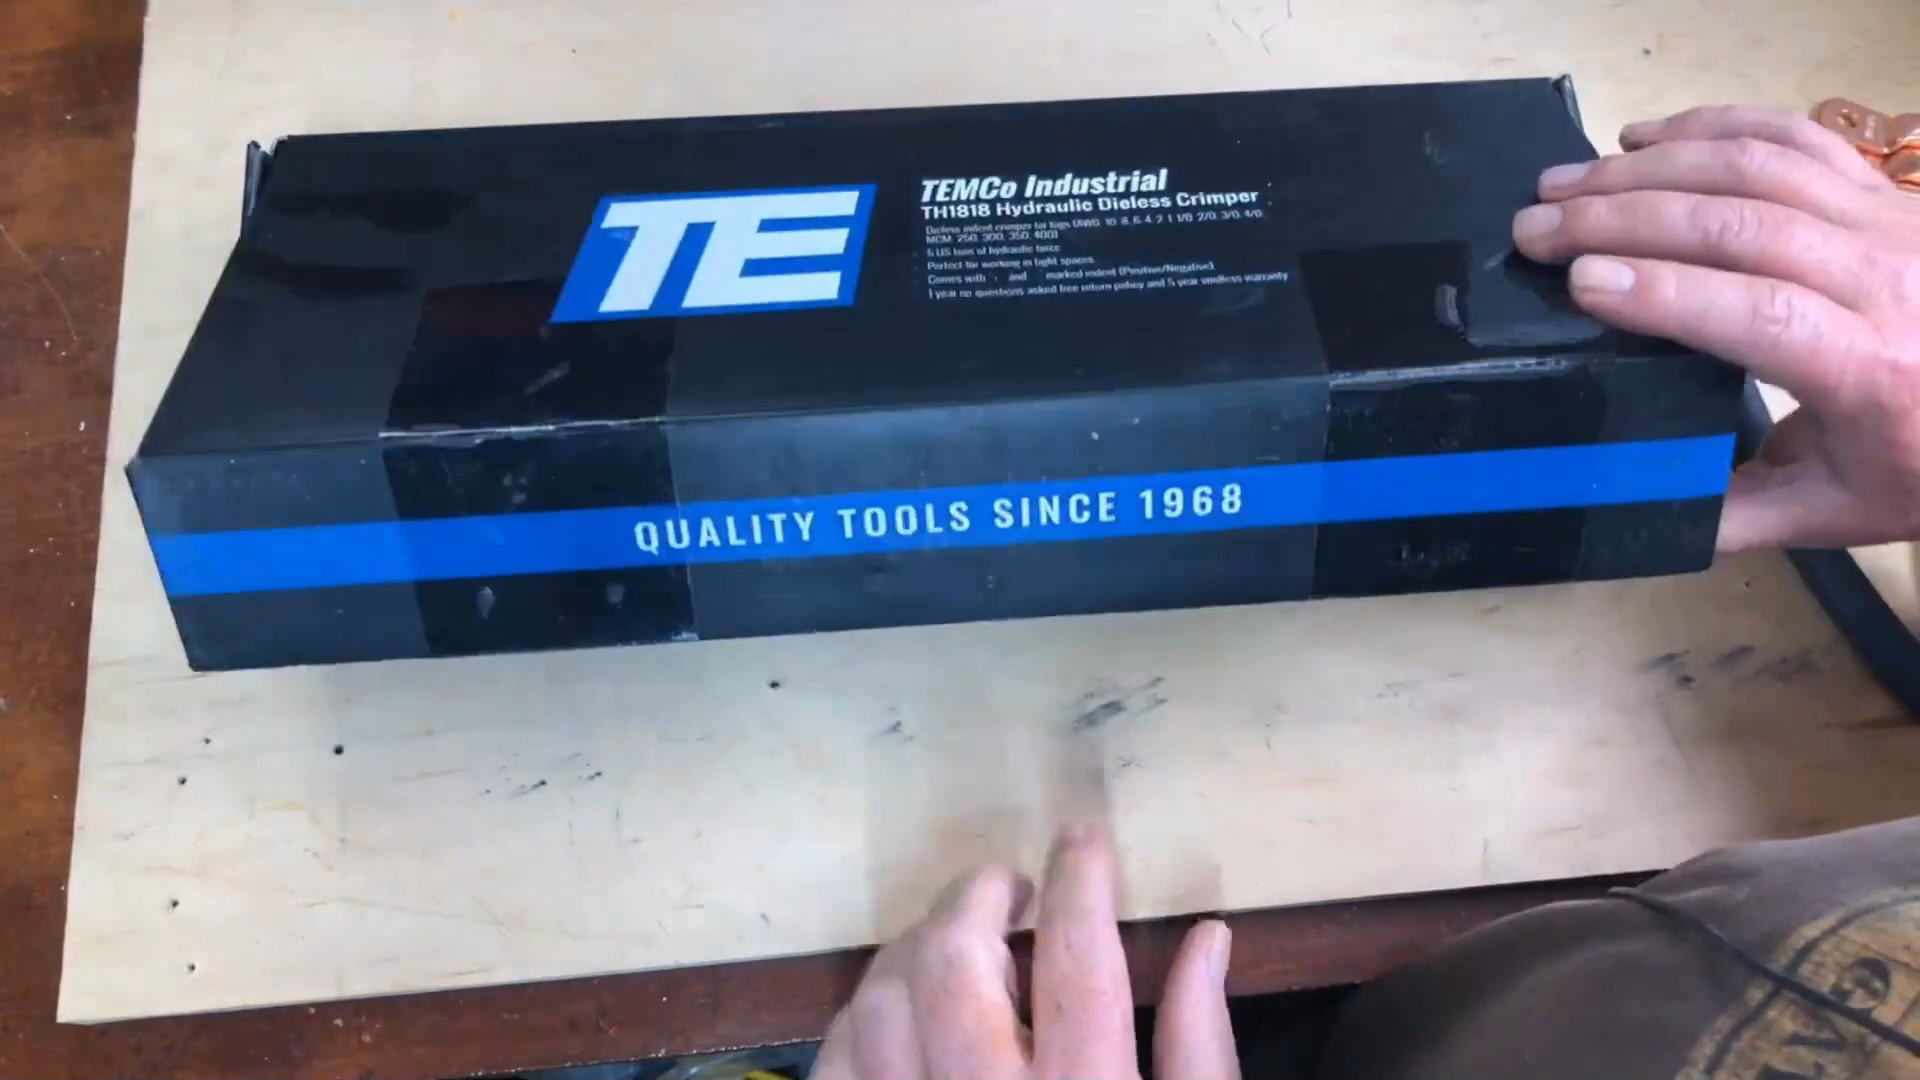 TE
TEMCo Industrial
TH1818 Hydraulic Dieless Crimper
Dieless indent crimper for lugs (AWG 10 8 6 4 2 1 1/0 2/0 3/0 4/0
MCM 250, 300, 350, 400)
5 US tons of hydraulic force
Perfect for working in tight spaces
Comes with and marked indent (Positive/Negative)
1 year no questions asked free return policy and 5 year warranty
QUALITY TOOLS SINCE 1968